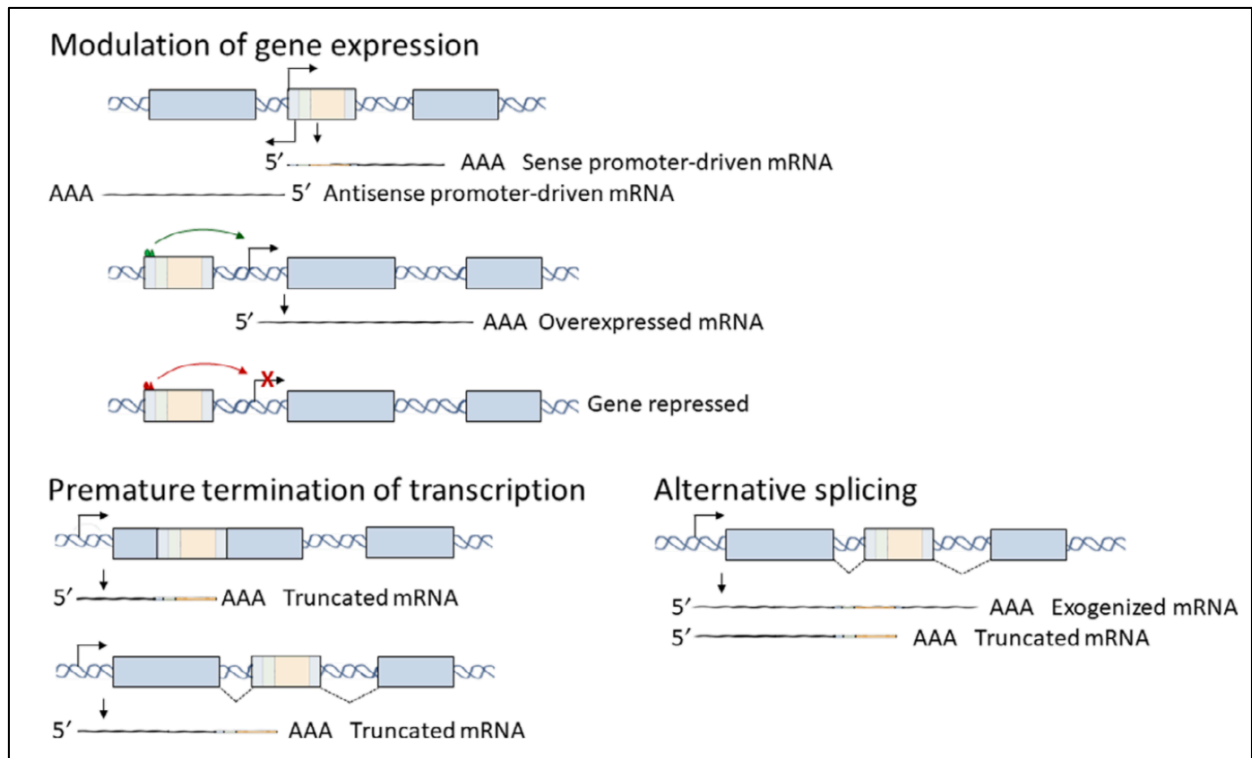 Modulation of gene expression
5′ AAA Sense promoter-driven mRNA
AAA 5′ Antisense promoter-driven mRNA
5′ AAA Overexpressed mRNA
X
Gene repressed
Premature termination of transcription
5′ AAA Truncated mRNA
5′ AAA Truncated mRNA
Alternative splicing
5′ AAA Exogenized mRNA
5′ AAA Truncated mRNA